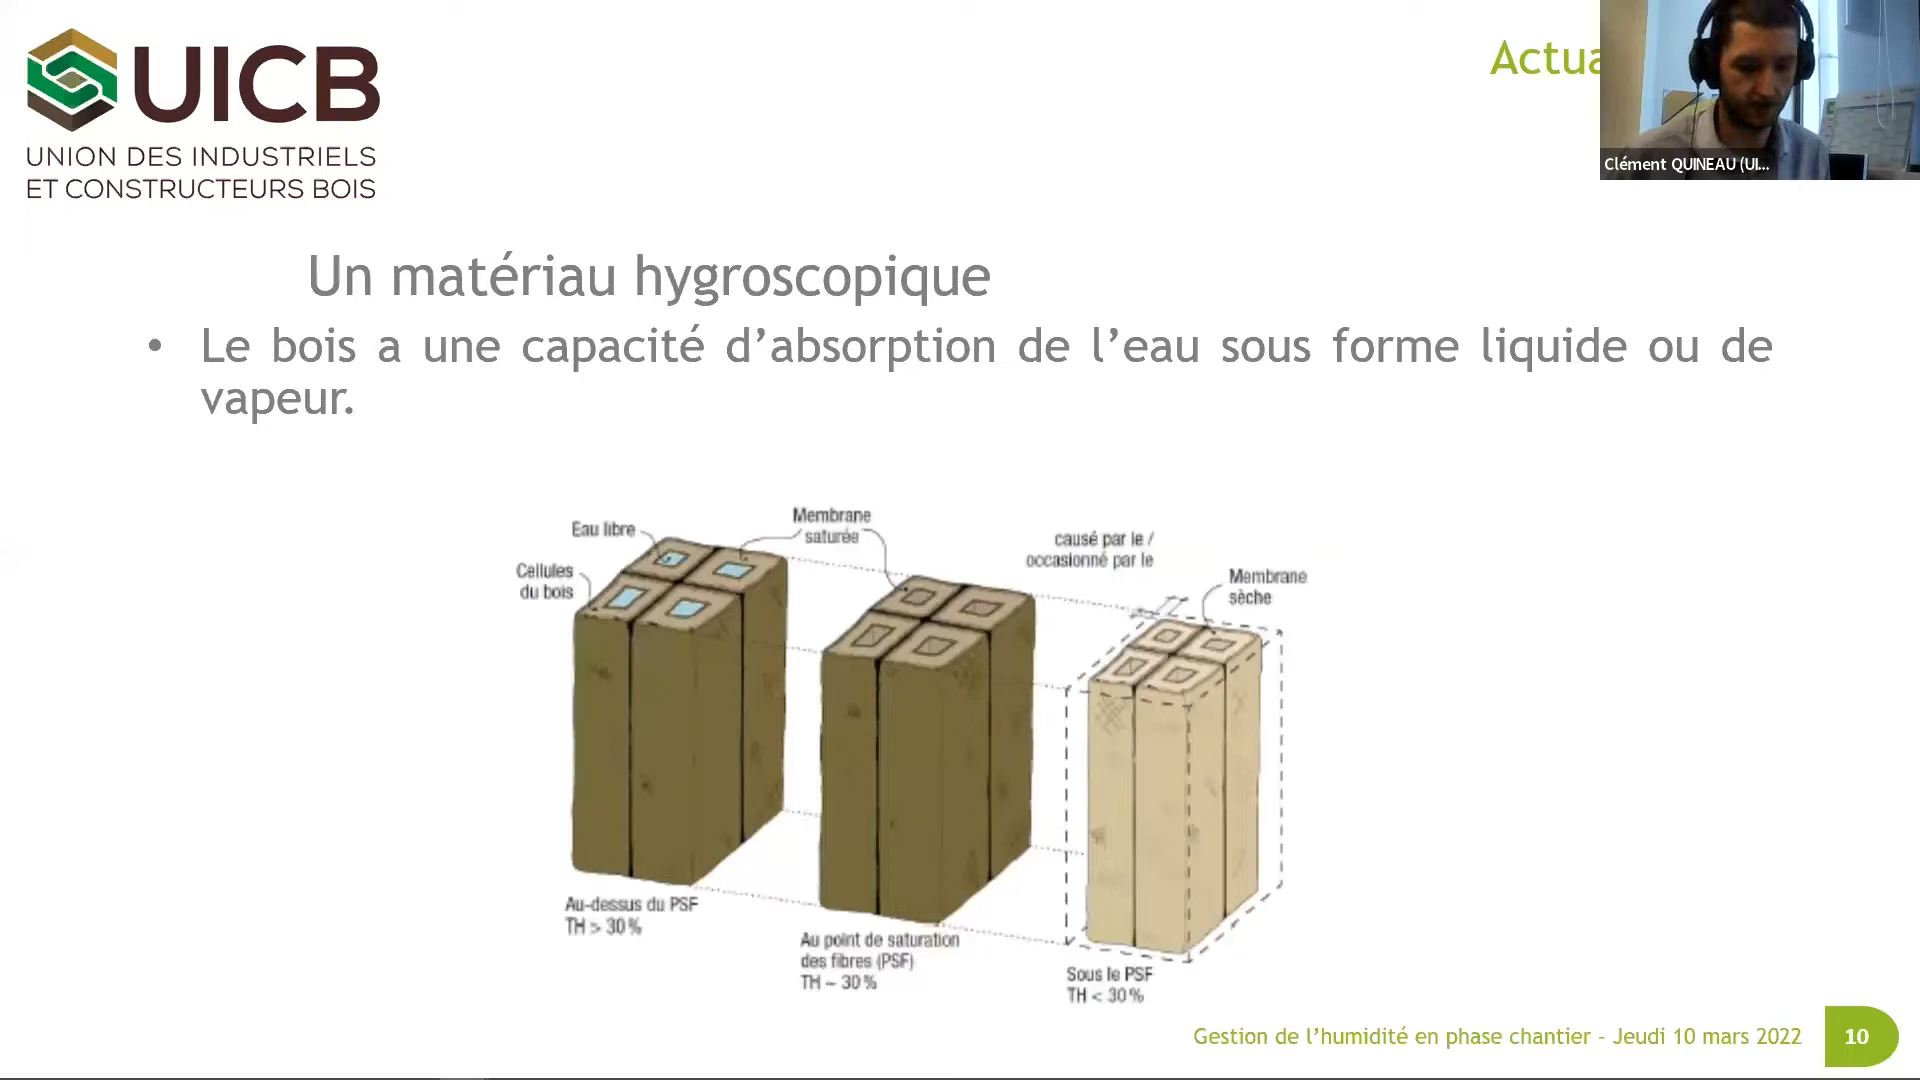 UICB
UNION DES INDUSTRIELS
ET CONSTRUCTEURS BOIS
Actua
Clément QUINEAU (UI...
Un matériau hygroscopique
• Le bois a une capacité d’absorption de l’eau sous forme liquide ou de
vapeur.
Eau libre
Membrane
saturée
Cellules
du bois
causé par le /
occasionné par le
Membrane
sèche
Au-dessus du PSF
TH > 30 %
Au point de saturation
des fibres (PSF)
TH ~ 30 %
Sous le PSF
TH < 30 %
Gestion de l’humidité en phase chantier – Jeudi 10 mars 2022
10